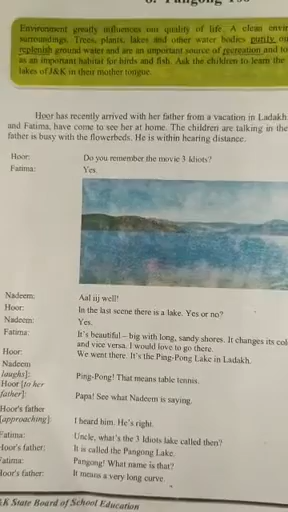 Environment greatly influences our quality of life. A clean
surroundings. Trees, plants, lakes and other water bodies purify
replenish ground water and are an important source of recreation and
as an important habitat for birds and fish. Ask the children to learn the
lakes of J&K in their mother tongue.
Hoor has recently arrived with her father from a vacation in Ladakh.
and Fatima, have come to see her at home. The children are talking in the
father is busy with the flowerbeds. He is within hearing distance.
Hoor: Do you remember the movie 3 Idiots?
Fatima: Yes.
Nadeem: Aal iij well!
Hoor: In the last scene there is a lake. Yes or no?
Nadeem: Yes.
Fatima: It's beautiful – big with long, sandy shores. It changes its
and vice versa. I would love to go there.
Hoor: We went there. It's the Ping-Pong Lake in Ladakh.
Nadeem
[laughs]: Ping-Pong! That means table tennis.
Hoor [to her
father]: Papa! See what Nadeem is saying.
Hoor's father
[approaching]: I heard him. He's right.
Fatima: Uncle, what's the 3 Idiots lake called then?
Hoor's father: It is called the Pangong Lake.
Fatima: Pangong! What name is that?
Hoor's father: It means a very long curve.
&K State Board of School Education